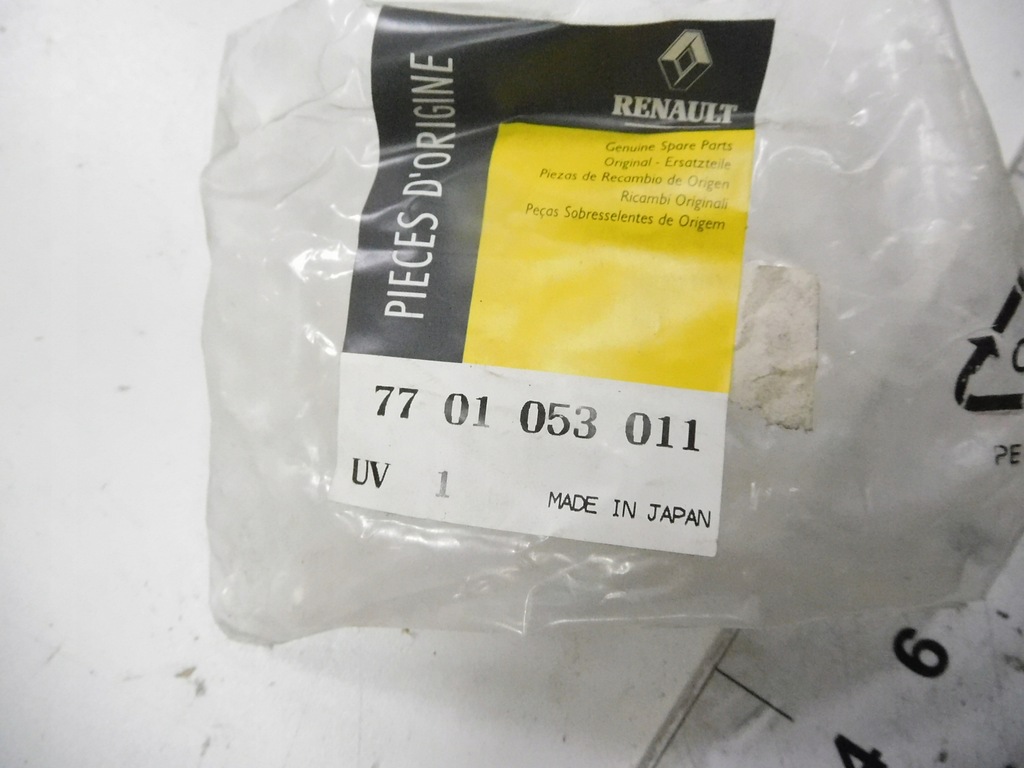 PIECES D'ORIGINE
RENAULT
Genuine Spare Parts
Original - Ersatzteile
Piezas de Recambio de Origen
Ricambi Originali
Peças Sobresselentes de Origem
77 01 053 011
UV 1
MADE IN JAPAN
PE
6
4